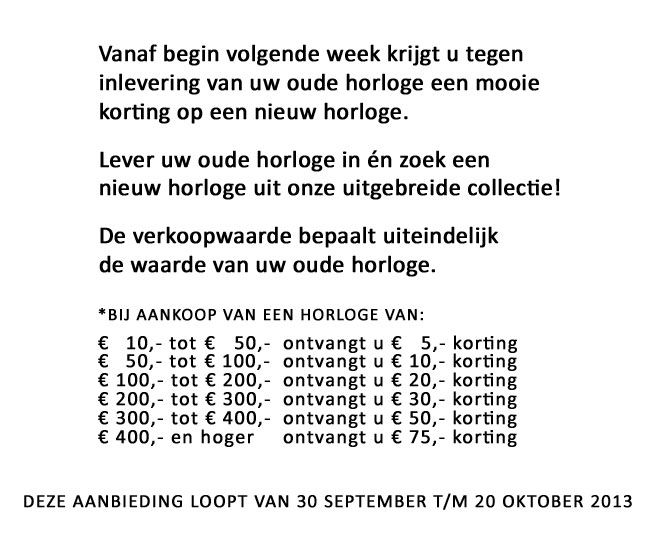 Vanaf begin volgende week krijgt u tegen
inlevering van uw oude horloge een mooie
korting op een nieuw horloge.
Lever uw oude horloge in én zoek een
nieuw horloge uit onze uitgebreide collectie!
De verkoopwaarde bepaalt uiteindelijk
de waarde van uw oude horloge.
*BIJ AANKOOP VAN EEN HORLOGE VAN:
€ 10,- tot € 50,- ontvangt u € 5,- korting
€ 50,- tot € 100,- ontvangt u € 10,- korting
€ 100,- tot € 200,- ontvangt u € 20,- korting
€ 200,- tot € 300,- ontvangt u € 30,- korting
€ 300,- tot € 400,- ontvangt u € 50,- korting
€ 400,- en hoger ontvangt u € 75,- korting
DEZE AANBIEDING LOOPT VAN 30 SEPTEMBER T/M 20 OKTOBER 2013